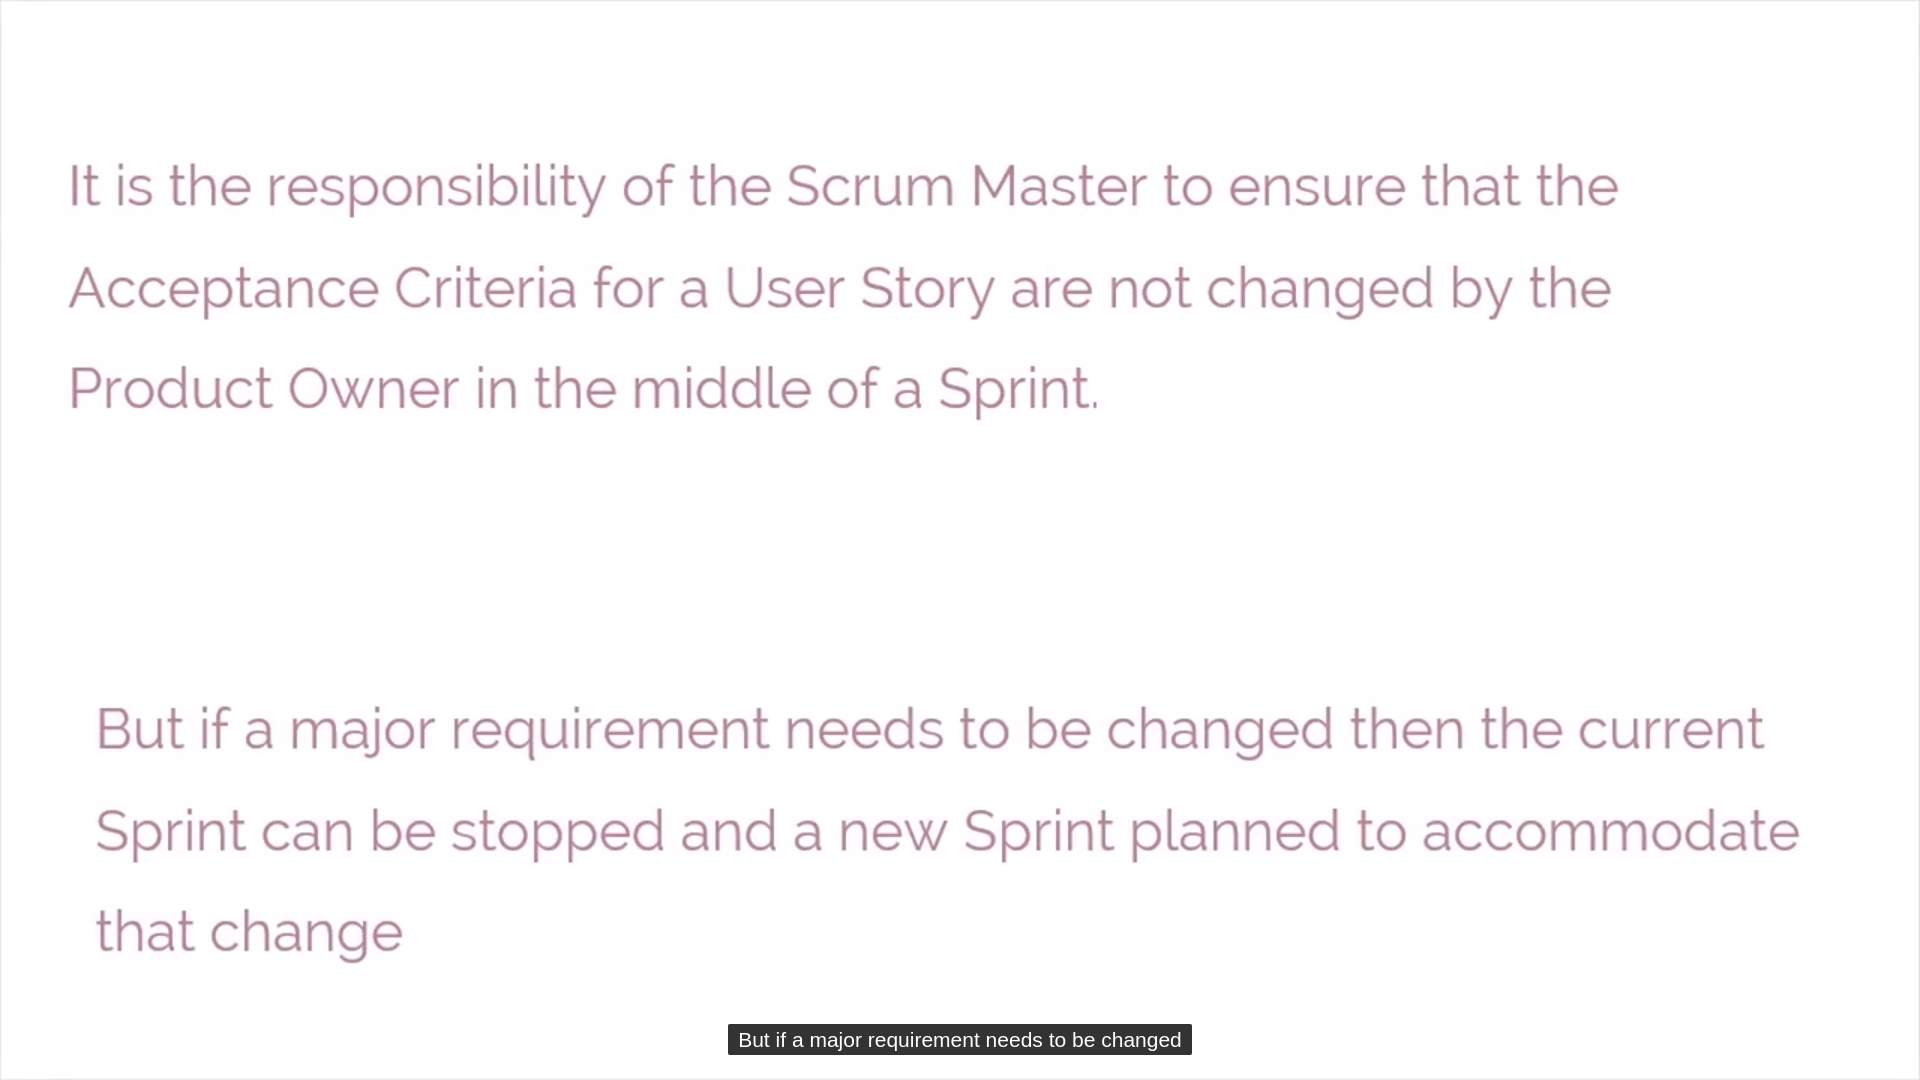 It is the responsibility of the Scrum Master to ensure that the
Acceptance Criteria for a User Story are not changed by the
Product Owner in the middle of a Sprint.
But if a major requirement needs to be changed then the current
Sprint can be stopped and a new Sprint planned to accommodate
that change
But if a major requirement needs to be changed